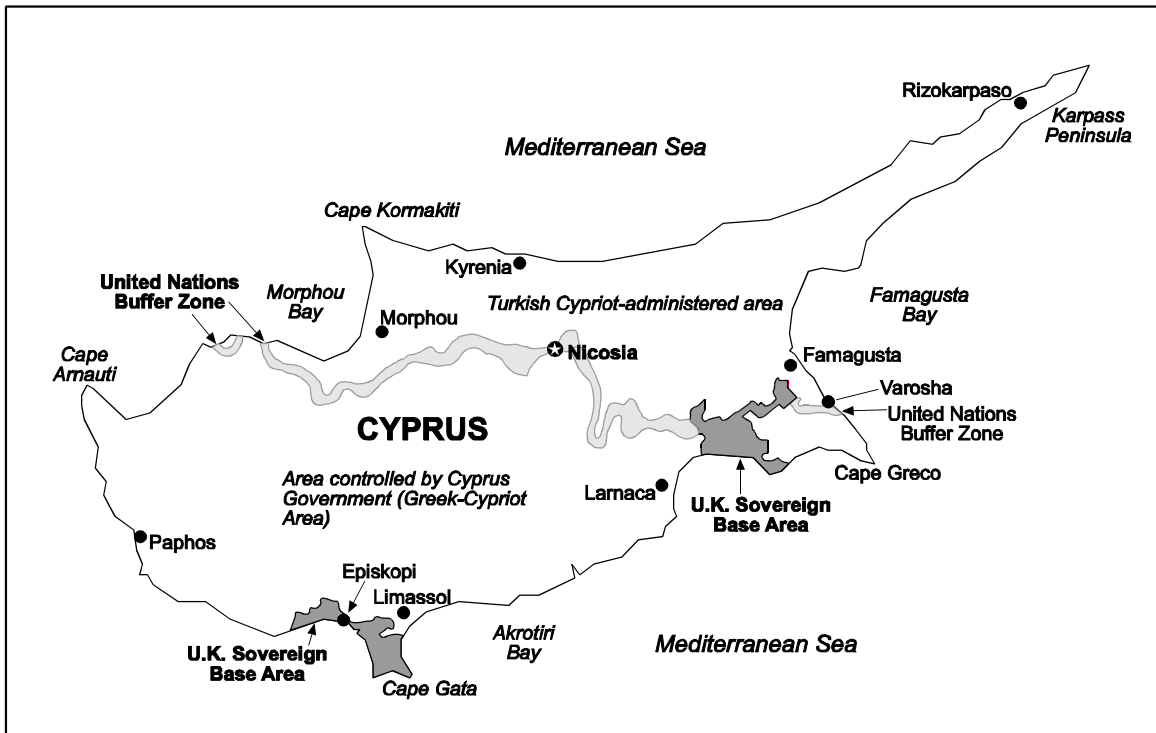 Rizokarpaso
Karpass
Peninsula
Mediterranean Sea
Cape Kormakiti
Kyrenia
United Nations
Buffer Zone
Morphou
Bay
Turkish Cypriot-administered area
Famagusta
Bay
Morphou
Nicosia
Cape
Arnauti
Famagusta
Varosha
United Nations
Buffer Zone
CYPRUS
Cape Greco
Area controlled by Cyprus
Government (Greek-Cypriot
Area)
Larnaca
U.K. Sovereign
Base Area
Paphos
Episkopi
Limassol
Akrotiri
Bay
Mediterranean Sea
U.K. Sovereign
Base Area
Cape Gata